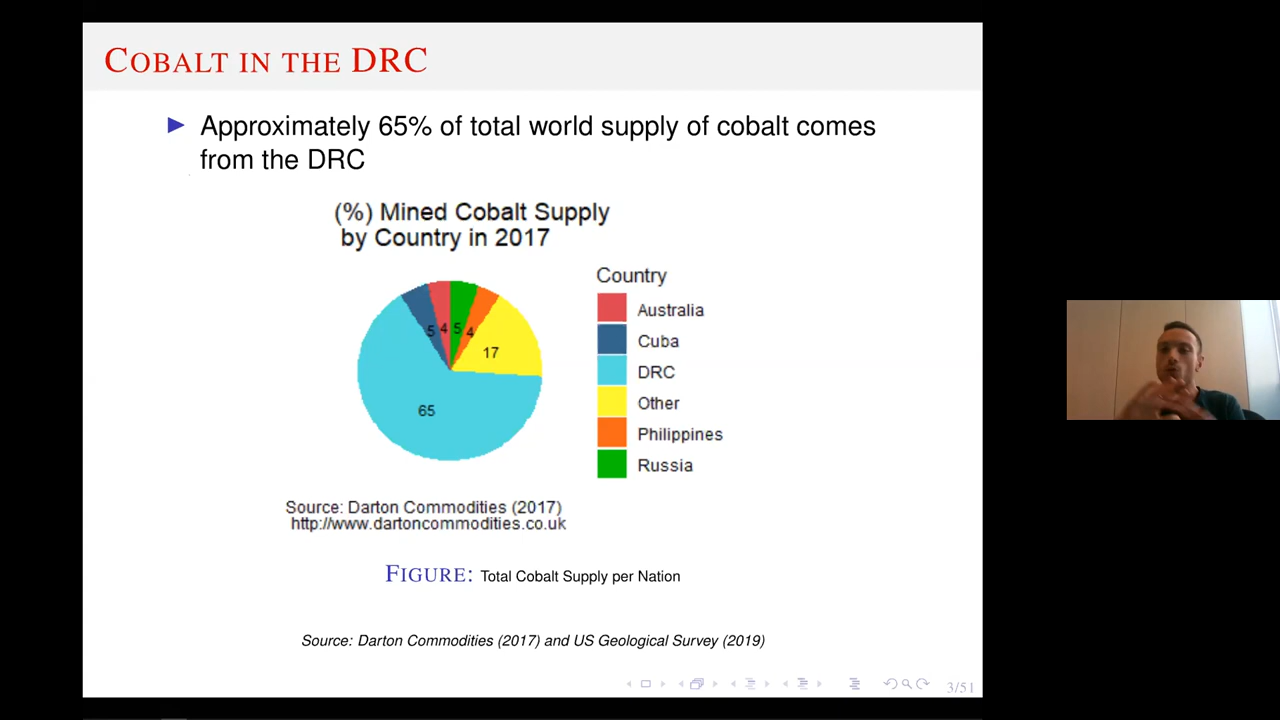 COBALT IN THE DRC
Approximately 65% of total world supply of cobalt comes
from the DRC
(%) Mined Cobalt Supply
by Country in 2017
5 4 5 4
17
65
Country
Australia
Cuba
DRC
Other
Philippines
Russia
Source: Darton Commodities (2017)
http://www.dartoncommodities.co.uk
FIGURE: Total Cobalt Supply per Nation
Source: Darton Commodities (2017) and US Geological Survey (2019)
3/51